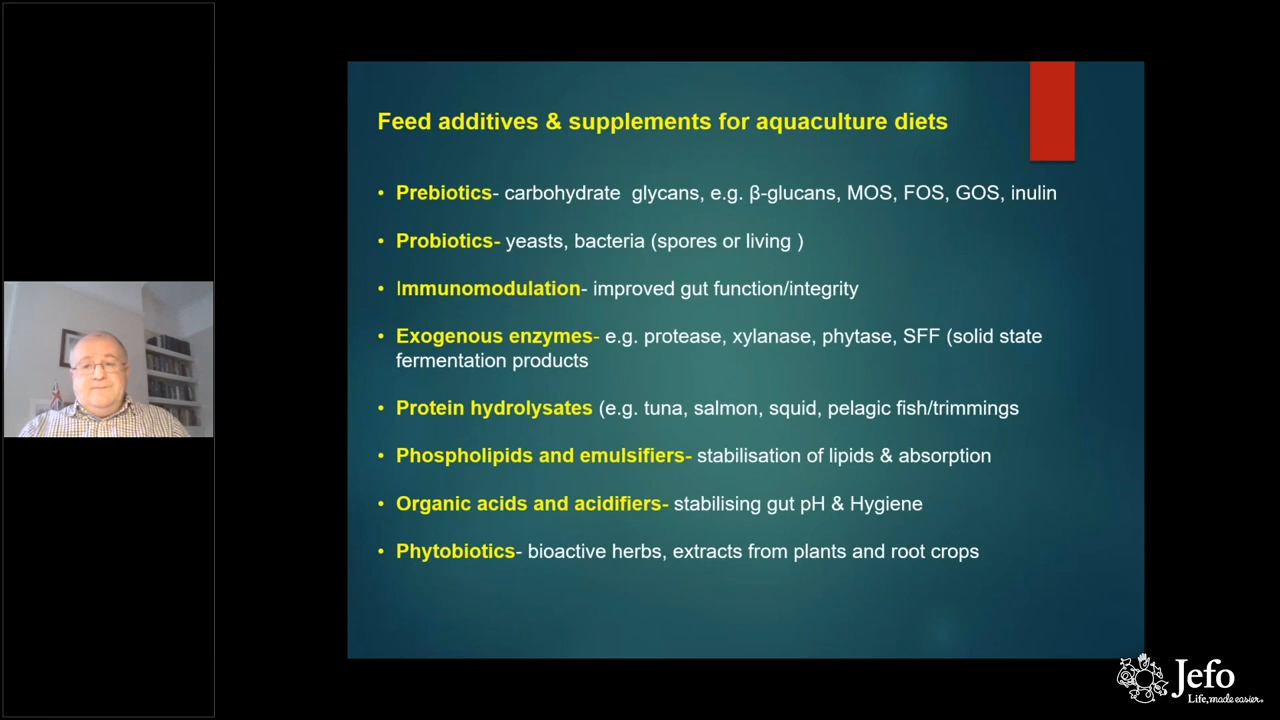 Feed additives & supplements for aquaculture diets
• Prebiotics- carbohydrate  glycans, e.g. β-glucans, MOS, FOS, GOS, inulin
• Probiotics- yeasts, bacteria (spores or living )
• Immunomodulation- improved gut function/integrity
• Exogenous enzymes- e.g. protease, xylanase, phytase, SFF (solid state
fermentation products
• Protein hydrolysates (e.g. tuna, salmon, squid, pelagic fish/trimmings
• Phospholipids and emulsifiers- stabilisation of lipids & absorption
• Organic acids and acidifiers- stabilising gut pH & Hygiene
• Phytobiotics- bioactive herbs, extracts from plants and root crops
Jefo
Life, made easier.